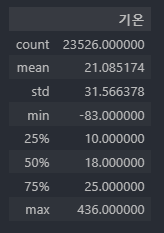 기온
count 23526.000000
mean 21.085174
std 31.566378
min -83.000000
25% 10.000000
50% 18.000000
75% 25.000000
max 436.000000